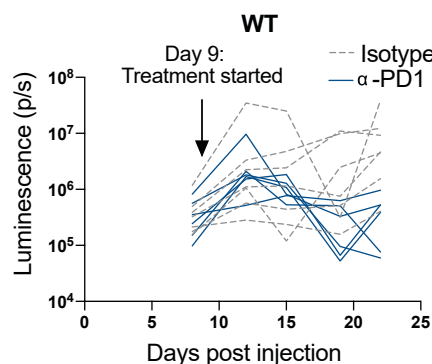 WT
Day 9:
Treatment started
Isotype
α-PD1
Luminescence (p/s)
10⁸
10⁷
10⁶
10⁵
10⁴
0 5 10 15 20 25
Days post injection